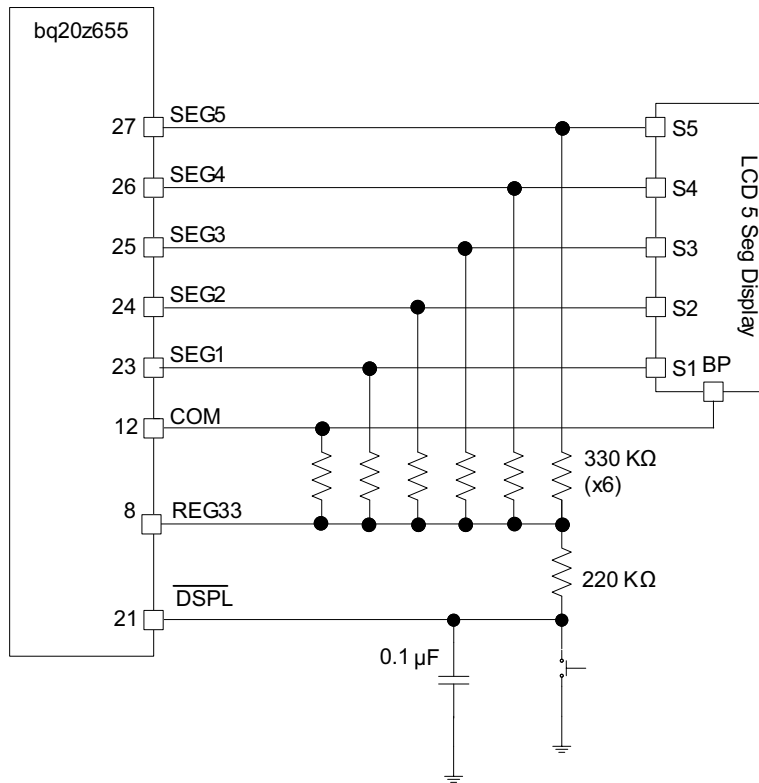 bq20z655
27
SEG5
S5
26
SEG4
S4
25
SEG3
S3
24
SEG2
S2
23
SEG1
S1
BP
LCD 5 Seg Display
12
COM
330 KΩ
(x6)
8
REG33
220 KΩ
21
DSPL
0.1 µF